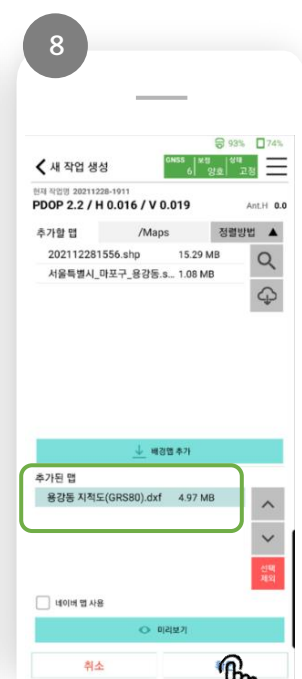 8
93% 74%
새 작업 생성
GNSS 보정 상태
6 양호 고정
현재 작업명 20211228-1911
PDOP 2.2 / H 0.016 / V 0.019 Ant.H 0.0
추가할 맵 /Maps 정렬방법 ▲
202112281556.shp 15.29 MB
서울특별시_마포구_용강동.s... 1.08 MB
배경맵 추가
추가된 맵
용강동 지적도(GRS80).dxf 4.97 MB
선택
제외
네이버 맵 사용
미리보기
취소